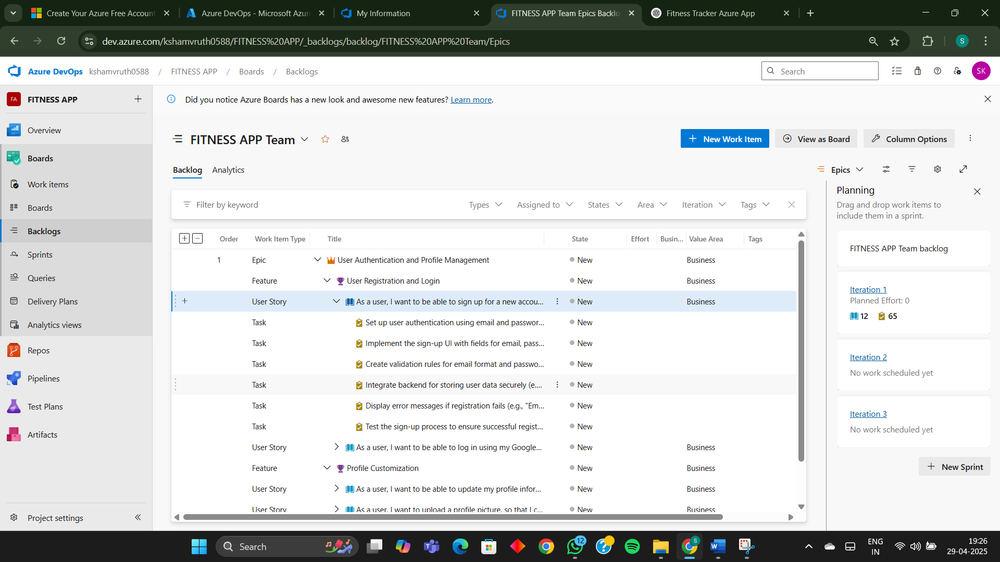 Create Your Azure Free Account
Azure DevOps - Microsoft Azure
My Information
FITNESS APP Team Epics Backlo
Fitness Tracker Azure App
dev.azure.com/kshamvruth0588/FITNESS%20APP/_backlogs/backlog/FITNESS%20APP%20Team/Epics
S
Azure DevOps kshamvruth0588 / FITNESS APP / Boards / Backlogs
Search
SK
FA FITNESS APP
Did you notice Azure Boards has a new look and awesome new features? Learn more.
Overview
Boards
Work items
Boards
Backlogs
Sprints
Queries
Delivery Plans
Analytics views
Repos
Pipelines
Test Plans
Artifacts
Project settings
FITNESS APP Team
New Work Item
View as Board
Column Options
Backlog Analytics
Epics
Filter by keyword
Types Assigned to States Area Iteration Tags
Order Work Item Type Title State Effort Busin... Value Area Tags
1 Epic User Authentication and Profile Management New Business
Feature User Registration and Login New Business
User Story As a user, I want to be able to sign up for a new accou... New Business
Task Set up user authentication using email and passwor... New
Task Implement the sign-up UI with fields for email, pass... New
Task Create validation rules for email format and passwo... New
Task Integrate backend for storing user data securely (e.... New
Task Display error messages if registration fails (e.g., "Em... New
Task Test the sign-up process to ensure successful regist... New
User Story As a user, I want to be able to log in using my Google... New Business
Feature Profile Customization New Business
User Story As a user, I want to be able to update my profile infor... New Business
User Story As a user, I want to upload a profile picture, so that I c... New Business
Planning
Drag and drop work items to
include them in a sprint.
FITNESS APP Team backlog
Iteration 1
Planned Effort: 0
12 65
Iteration 2
No work scheduled yet
Iteration 3
No work scheduled yet
New Sprint
Search
12
S
ENG
IN
19:26
29-04-2025